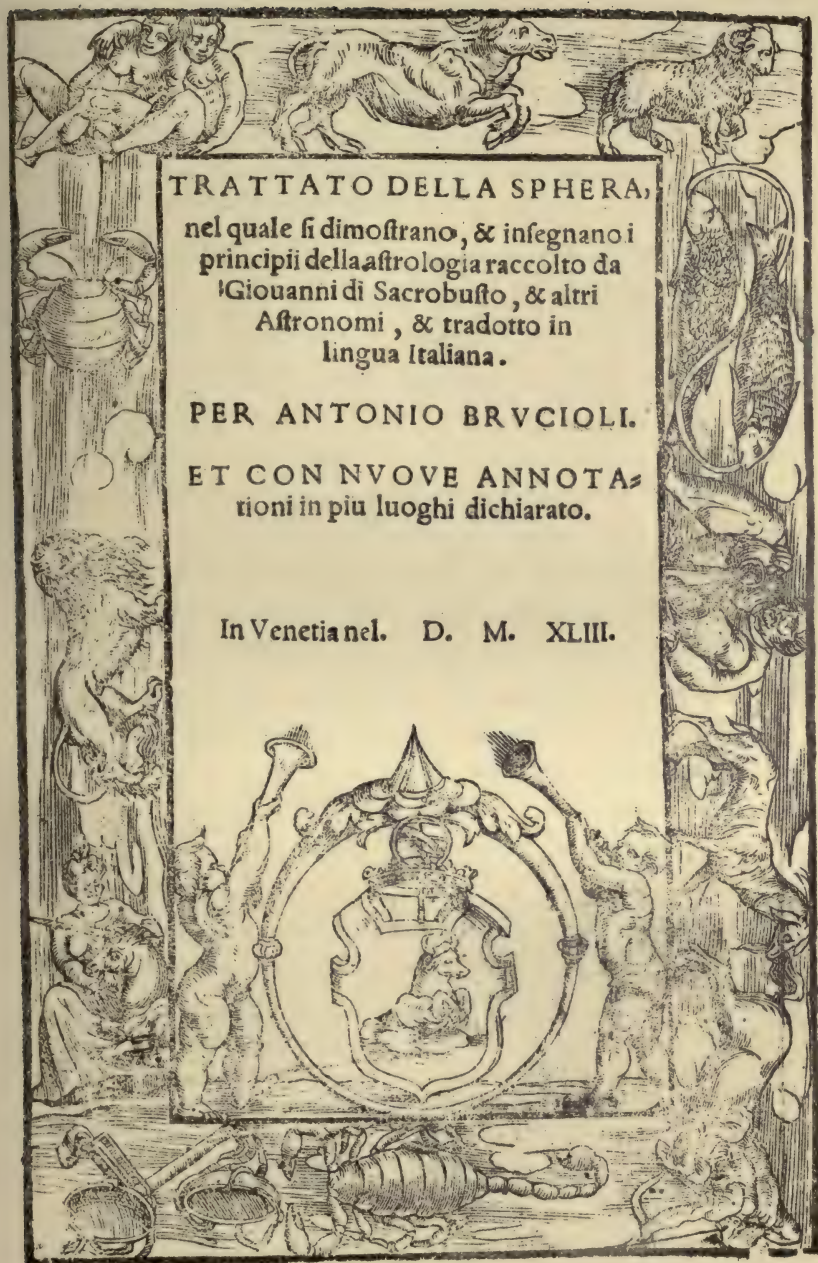 TRATTATO DELLA SPHERA,
nel quale ſi dimoſtrano, & inſegnano i
principii della aſtrologia raccolto da
Giouanni di Sacrobuſto, & altri
Aſtronomi, & tradotto in
lingua Italiana.
PER ANTONIO BRVCIOLI.
ET CON NVOVE ANNOTA⸗
tioni in piu luoghi dichiarato.
In Venetia nel. D. M. XLIII.